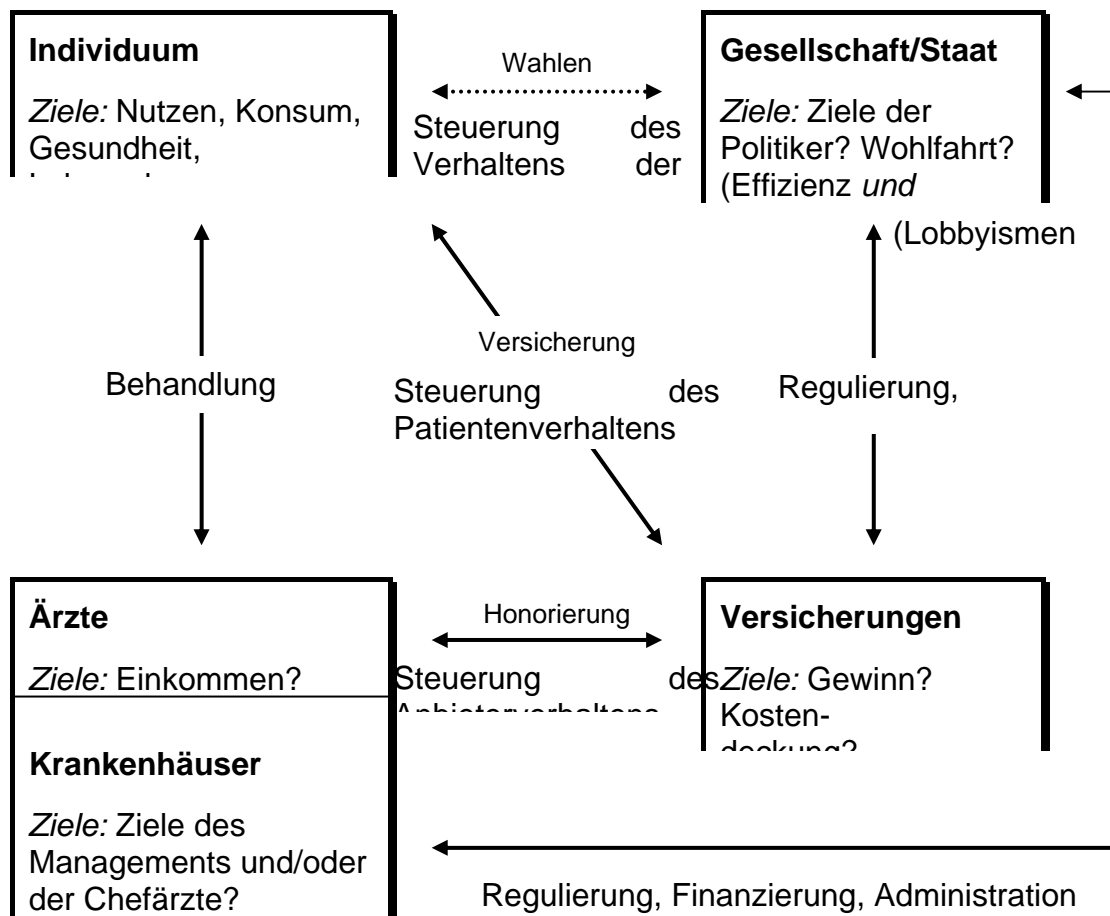 Individuum
Ziele: Nutzen, Konsum,
Gesundheit,
Wahlen
Steuerung des
Verhaltens der
Gesellschaft/Staat
Ziele: Ziele der
Politiker? Wohlfahrt?
(Effizienz und
(Lobbyismen
Behandlung
Versicherung
Steuerung des
Patientenverhaltens
Regulierung,
Ärzte
Ziele: Einkommen?
Krankenhäuser
Ziele: Ziele des
Managements und/oder
der Chefärzte?
Honorierung
Steuerung des
Anbieterverhaltens
Versicherungen
Ziele: Gewinn?
Kosten-
deckung?
Regulierung, Finanzierung, Administration